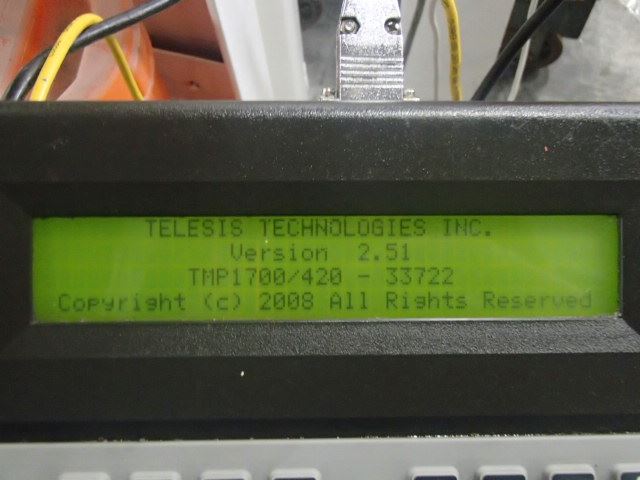 TELESIS TECHNOLOGIES INC.
Version 2.51
TMP1700/420 - 33722
Copyright (c) 2008 All Rights Reserved